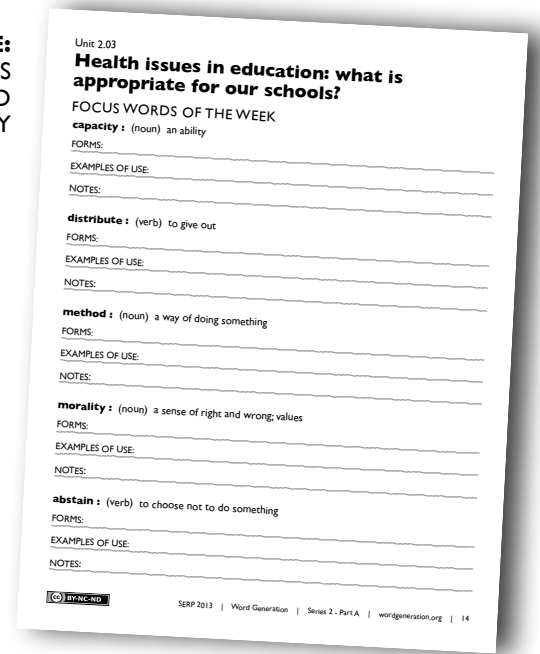 E:
S
D
Y
Unit 2.03
Health issues in education: what is
appropriate for our schools?
FOCUS WORDS OF THE WEEK
capacity : (noun) an ability
FORMS:
EXAMPLES OF USE:
NOTES:
distribute : (verb) to give out
FORMS:
EXAMPLES OF USE:
NOTES:
method : (noun) a way of doing something
FORMS:
EXAMPLES OF USE:
NOTES:
morality : (noun) a sense of right and wrong; values
FORMS:
EXAMPLES OF USE:
NOTES:
abstain : (verb) to choose not to do something
FORMS:
EXAMPLES OF USE:
NOTES:
cc BY-NC-ND
SERP 2013 | Word Generation | Series 2 - Part A | wordgeneration.org | 14